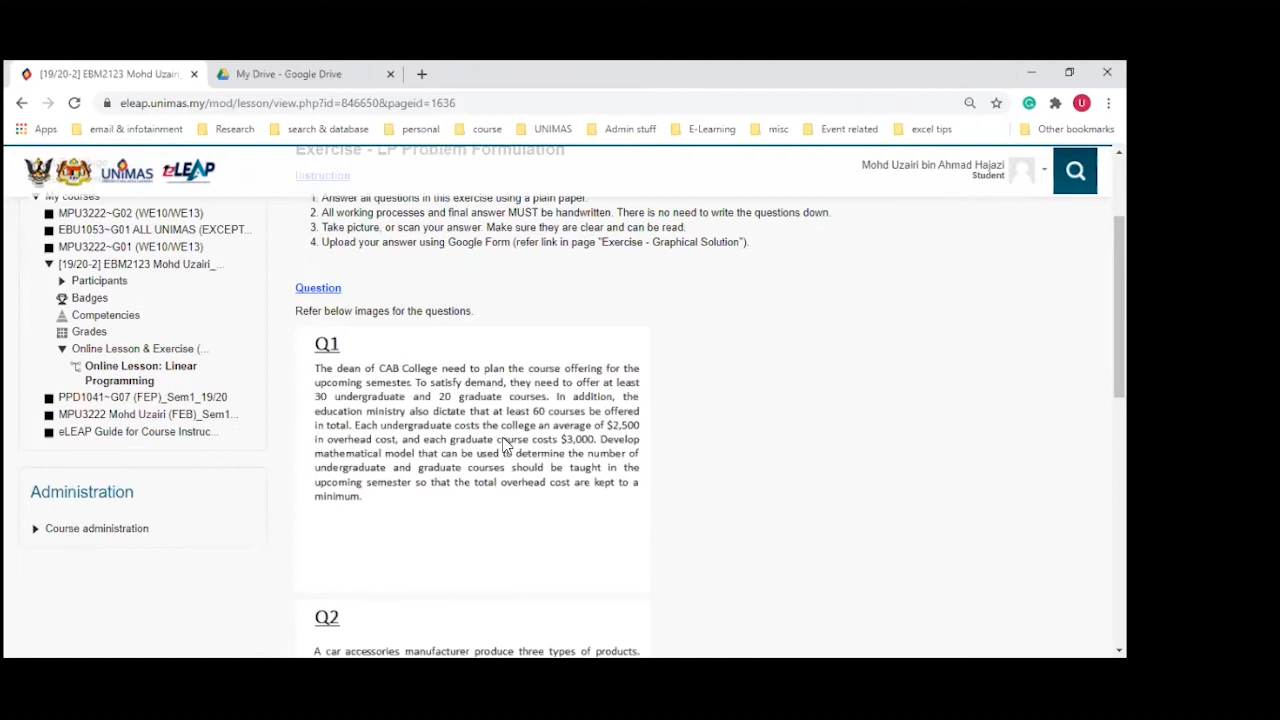 [19/20-2] EBM2123 Mohd Uzairi_
My Drive - Google Drive
eleap.unimas.my/mod/lesson/view.php?id=846650&pageid=1636
Apps email & infotainment Research search & database personal course UNIMAS Admin stuff E-Learning misc Event related excel tips Other bookmarks
Exercise - LP Problem Formulation
UNIMAS eLEAP
Mohd Uzairi bin Ahmad Hajazi
Student
Instruction
My courses
MPU3222~G02 (WE10/WE13)
EBU1053~G01 ALL UNIMAS (EXCEPT...
MPU3222~G01 (WE10/WE13)
[19/20-2] EBM2123 Mohd Uzairi_...
Participants
Badges
Competencies
Grades
Online Lesson & Exercise (...
Online Lesson: Linear
Programming
PPD1041~G07 (FEP)_Sem1_19/20
MPU3222 Mohd Uzairi (FEB)_Sem1...
eLEAP Guide for Course Instruc...
Administration
Course administration
1. Answer all questions in this exercise using a plain paper.
2. All working processes and final answer MUST be handwritten. There is no need to write the questions down.
3. Take picture, or scan your answer. Make sure they are clear and can be read.
4. Upload your answer using Google Form (refer link in page "Exercise - Graphical Solution").
Question
Refer below images for the questions.
Q1
The dean of CAB College need to plan the course offering for the
upcoming semester. To satisfy demand, they need to offer at least
30 undergraduate and 20 graduate courses. In addition, the
education ministry also dictate that at least 60 courses be offered
in total. Each undergraduate costs the college an average of $2,500
in overhead cost, and each graduate course costs $3,000. Develop
mathematical model that can be used to determine the number of
undergraduate and graduate courses should be taught in the
upcoming semester so that the total overhead cost are kept to a
minimum.
Q2
A car accessories manufacturer produce three types of products.